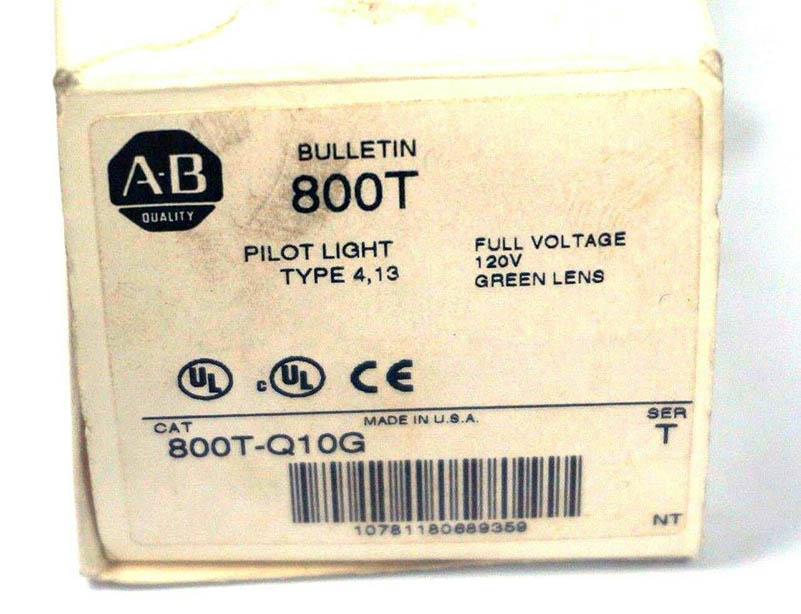 A-B
QUALITY
BULLETIN
800T
PILOT LIGHT
TYPE 4,13
FULL VOLTAGE
120V
GREEN LENS
UL
c UL
CE
MADE IN U.S.A.
CAT
800T-Q10G
SER
T
10781180689359
NT